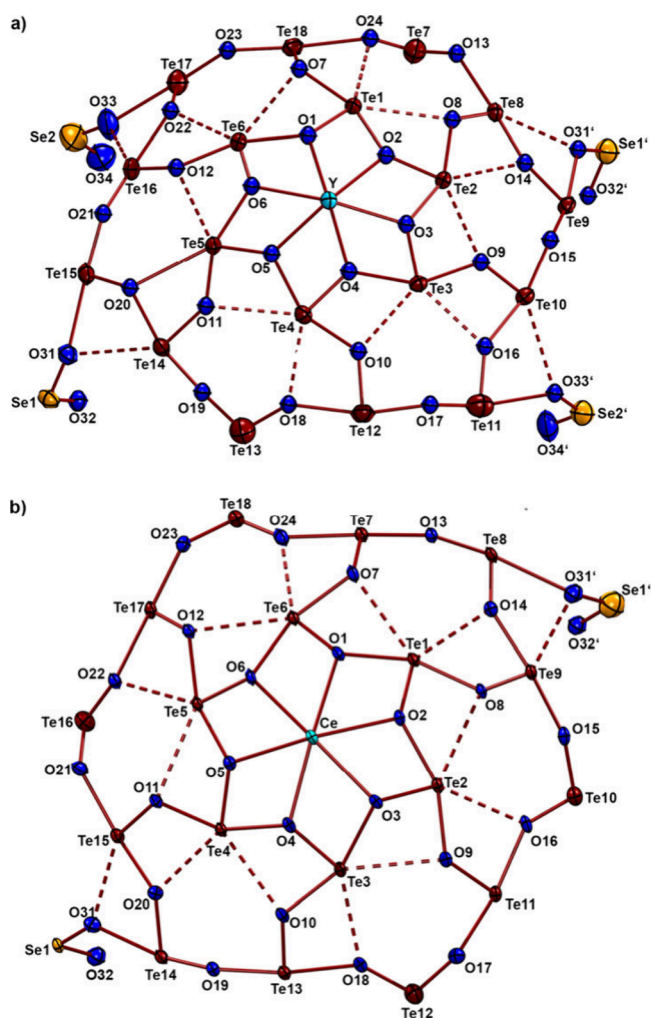 a)
O23 Te18 O24 Te7 O13
Te17 O7
O33 O22 Te1 O8 Te8 O31‘
Se2 Te6 O1 Se1‘
O34 O12 O2 O14
Te16 Te2 O32‘
Y Te9
O21 O6 O3
Te5 O9 O15
Te15 O5 O4
O20 Te3 Te10
O11 Te4
O31 O16
Te14 O10 O33‘
Se1 O32 O19 O18 Se2‘
Te13 Te12 O17 Te11 O34‘
b)
Te18 O24 Te7 O13
O23 Te8
O7 O31‘ Se1‘
Te17 O12 Te6 O14
O1 Te1 O32‘
O6 Te9
O22 Te5 O8
Te16 Ce O2 O15
O21 O5 Te2
O11 O3 Te10
Te15 Te4 O4 O16
Te3 O9
O31 O20 Te11
Se1 O10
O32 O17
Te14 O19 Te13 O18
Te12